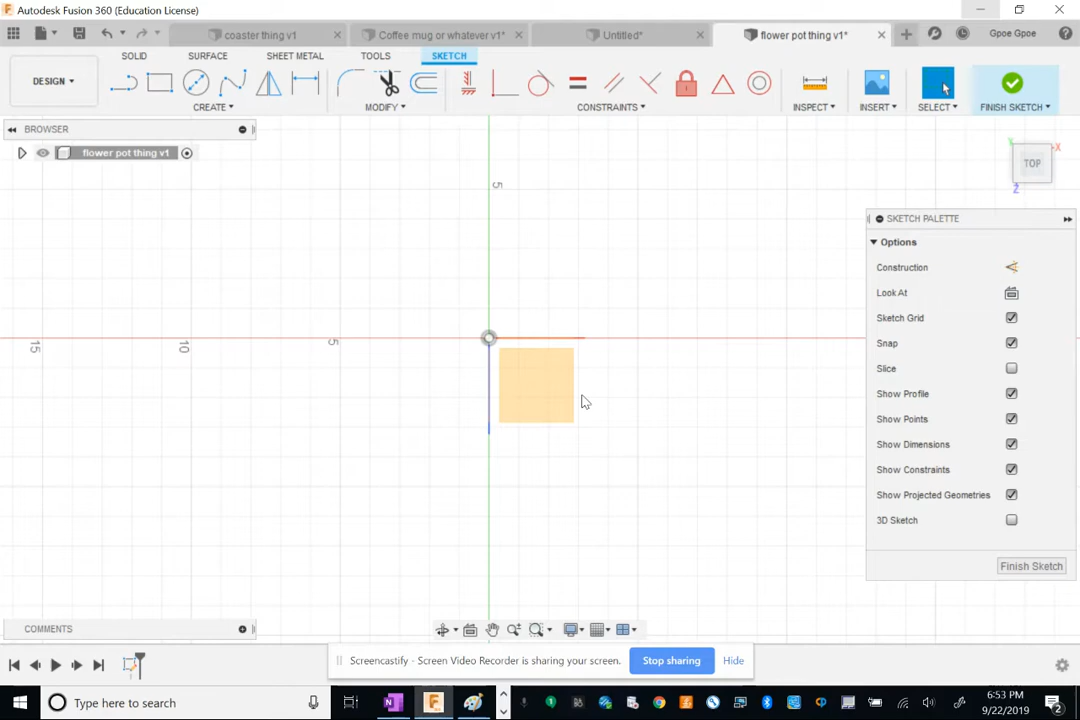 Autodesk Fusion 360 (Education License)
coaster thing v1
Coffee mug or whatever v1*
Untitled*
flower pot thing v1*
Gpoe Gpoe
SOLID
SURFACE
SHEET METAL
TOOLS
SKETCH
DESIGN
CREATE
MODIFY
CONSTRAINTS
INSPECT
INSERT
SELECT
FINISH SKETCH
BROWSER
flower pot thing v1
5
15
10
5
Y
X
TOP
Z
SKETCH PALETTE
Options
Construction
Look At
Sketch Grid
Snap
Slice
Show Profile
Show Points
Show Dimensions
Show Constraints
Show Projected Geometries
3D Sketch
Finish Sketch
COMMENTS
Screencastify - Screen Video Recorder is sharing your screen.
Stop sharing
Hide
Type here to search
6:53 PM
9/22/2019
2